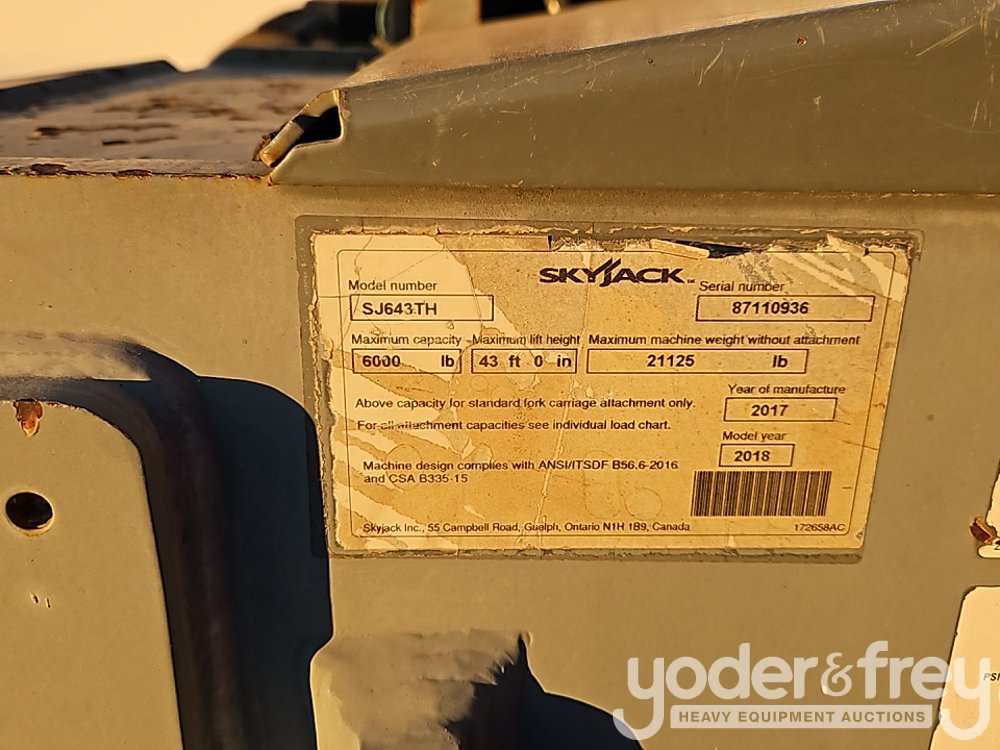 SKYJACK
Model number
SJ643TH
Serial number
87110936
Maximum capacity
6000 lb
Maximum lift height
43 ft 0 in
Maximum machine weight without attachment
21125 lb
Above capacity for standard fork carriage attachment only.
For all attachment capacities see individual load chart.
Year of manufacture
2017
Model year
2018
Machine design complies with ANSI/ITSDF B56.6-2016
and CSA B335-15
Skyjack Inc., 55 Campbell Road, Guelph, Ontario N1H 1B9, Canada
172658AC
PS
yoder&frey
HEAVY EQUIPMENT AUCTIONS